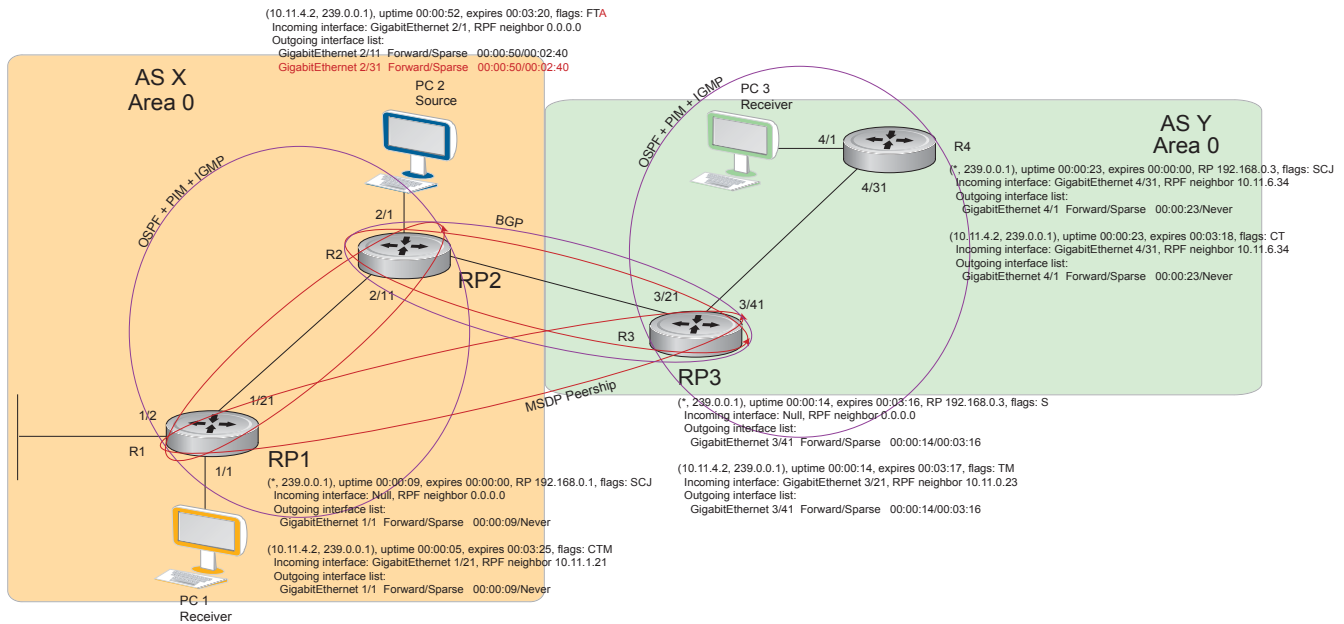 (10.11.4.2, 239.0.0.1), uptime 00:00:52, expires 00:03:20, flags: FTA
Incoming interface: GigabitEthernet 2/1, RPF neighbor 0.0.0.0
Outgoing interface list:
GigabitEthernet 2/11 Forward/Sparse 00:00:50/00:02:40
GigabitEthernet 2/31 Forward/Sparse 00:00:50/00:02:40
AS X
Area 0
PC 2
Source
OSPF + PIM + IGMP
2/1
R2
RP2
2/11
BGP
OSPF + PIM + IGMP
PC 3
Receiver
4/1
R4
4/31
AS Y
Area 0
(*, 239.0.0.1), uptime 00:00:23, expires 00:00:00, RP 192.168.0.3, flags: SCJ
Incoming interface: GigabitEthernet 4/31, RPF neighbor 10.11.6.34
Outgoing interface list:
GigabitEthernet 4/1 Forward/Sparse 00:00:23/Never
(10.11.4.2, 239.0.0.1), uptime 00:00:23, expires 00:03:18, flags: CT
Incoming interface: GigabitEthernet 4/31, RPF neighbor 10.11.6.34
Outgoing interface list:
GigabitEthernet 4/1 Forward/Sparse 00:00:23/Never
3/21
3/41
R3
RP3
MSDP Peership
(*, 239.0.0.1), uptime 00:00:14, expires 00:03:16, RP 192.168.0.3, flags: S
Incoming interface: Null, RPF neighbor 0.0.0.0
Outgoing interface list:
GigabitEthernet 3/41 Forward/Sparse 00:00:14/00:03:16
(10.11.4.2, 239.0.0.1), uptime 00:00:14, expires 00:03:17, flags: TM
Incoming interface: GigabitEthernet 3/21, RPF neighbor 10.11.0.23
Outgoing interface list:
GigabitEthernet 3/41 Forward/Sparse 00:00:14/00:03:16
1/2
1/21
R1
RP1
1/1
(*, 239.0.0.1), uptime 00:00:09, expires 00:00:00, RP 192.168.0.1, flags: SCJ
Incoming interface: Null, RPF neighbor 0.0.0.0
Outgoing interface list:
GigabitEthernet 1/1 Forward/Sparse 00:00:09/Never
(10.11.4.2, 239.0.0.1), uptime 00:00:05, expires 00:03:25, flags: CTM
Incoming interface: GigabitEthernet 1/21, RPF neighbor 10.11.1.21
Outgoing interface list:
GigabitEthernet 1/1 Forward/Sparse 00:00:09/Never
PC 1
Receiver